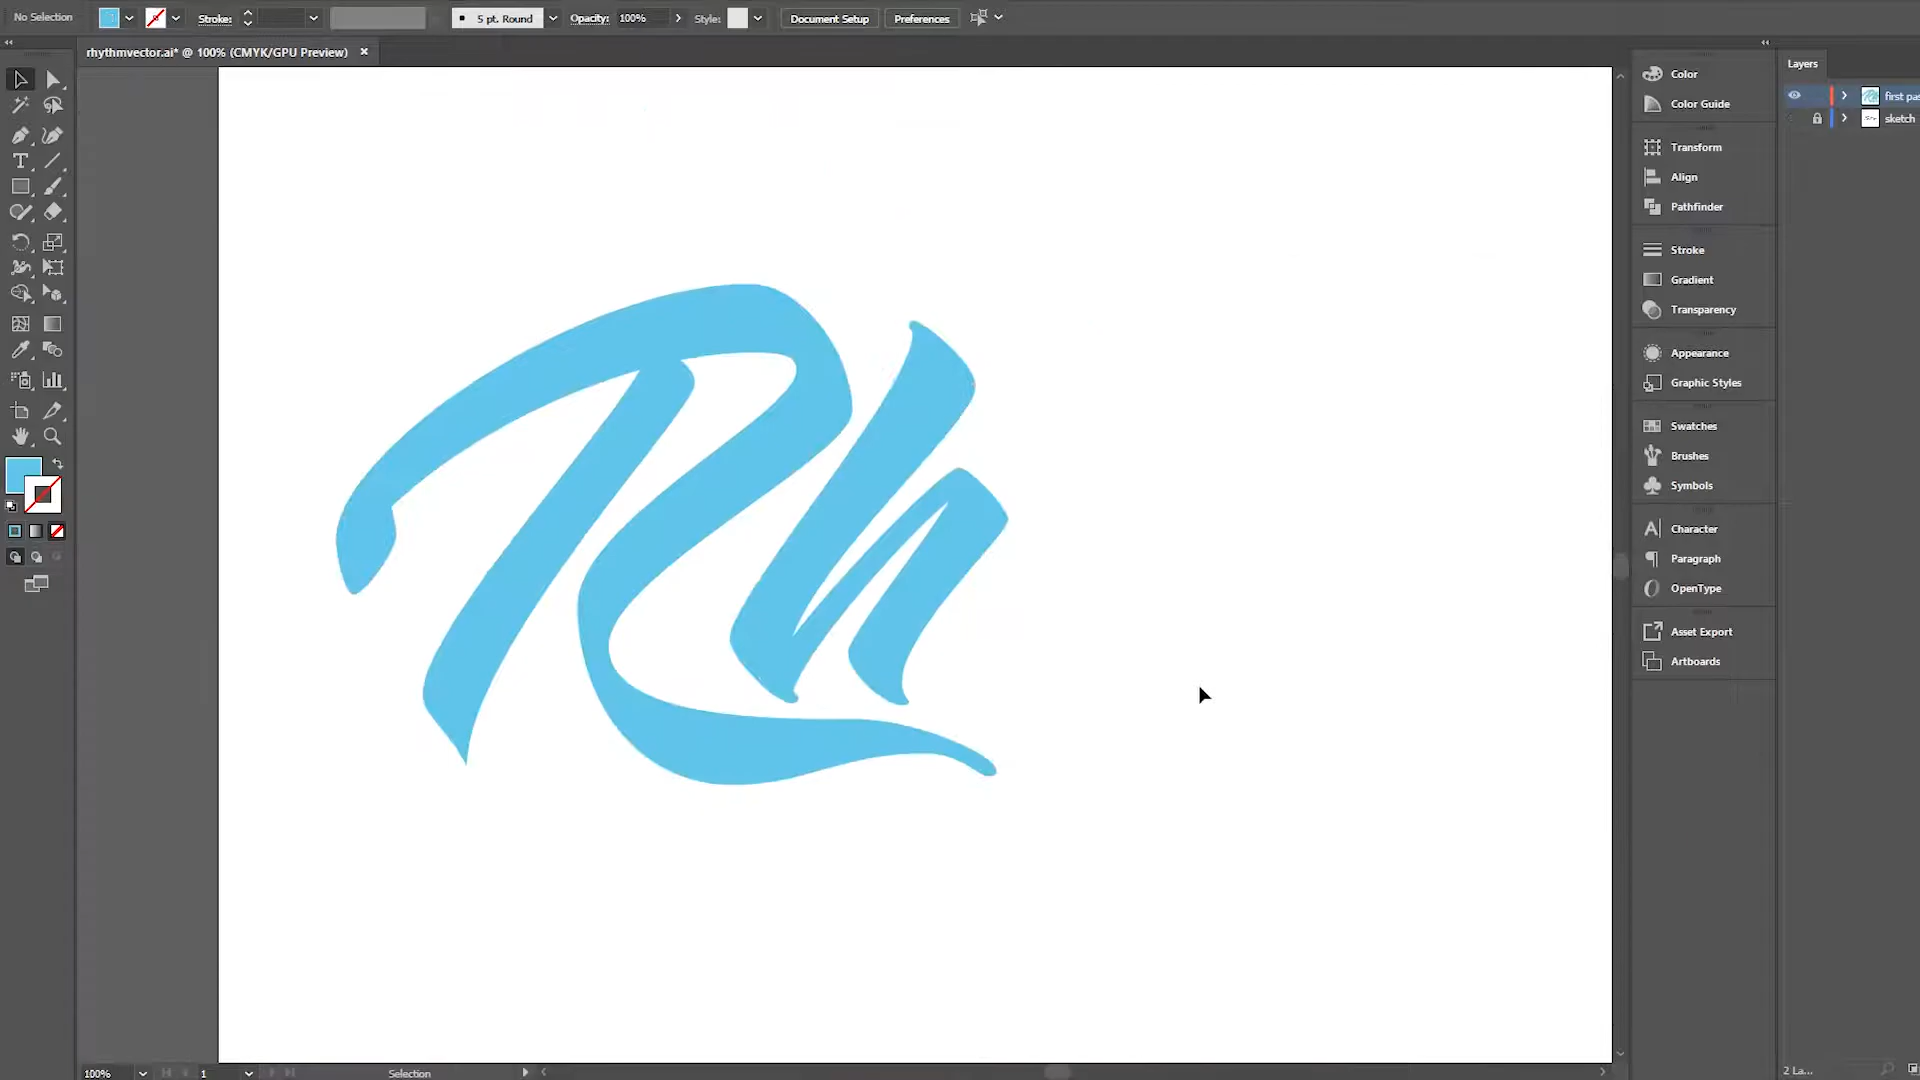 No Selection
Stroke:
5 pt. Round
Opacity: 100%
Style:
Document Setup
Preferences
rhythmvector.ai* @ 100% (CMYK/GPU Preview)
Rh
Color
Color Guide
Transform
Align
Pathfinder
Stroke
Gradient
Transparency
Appearance
Graphic Styles
Swatches
Brushes
Symbols
Character
Paragraph
OpenType
Asset Export
Artboards
Layers
first pas
sketch
100%
1
Selection
2 La...